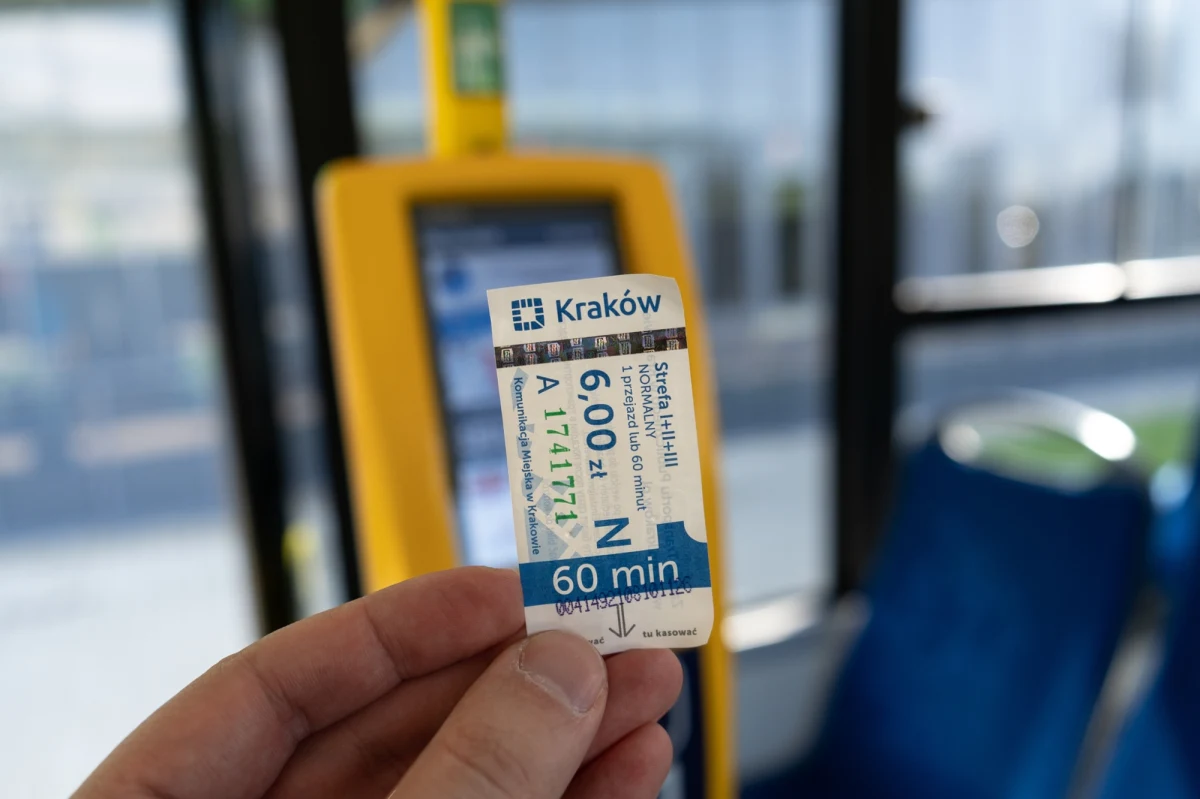 Kraków
Strefa I+II+III
NORMALNY
1 przejazd lub 60 minut
6,00 zł
N
A 1741771
Komunikacja Miejska w Krakowie
60 min
tu kasować